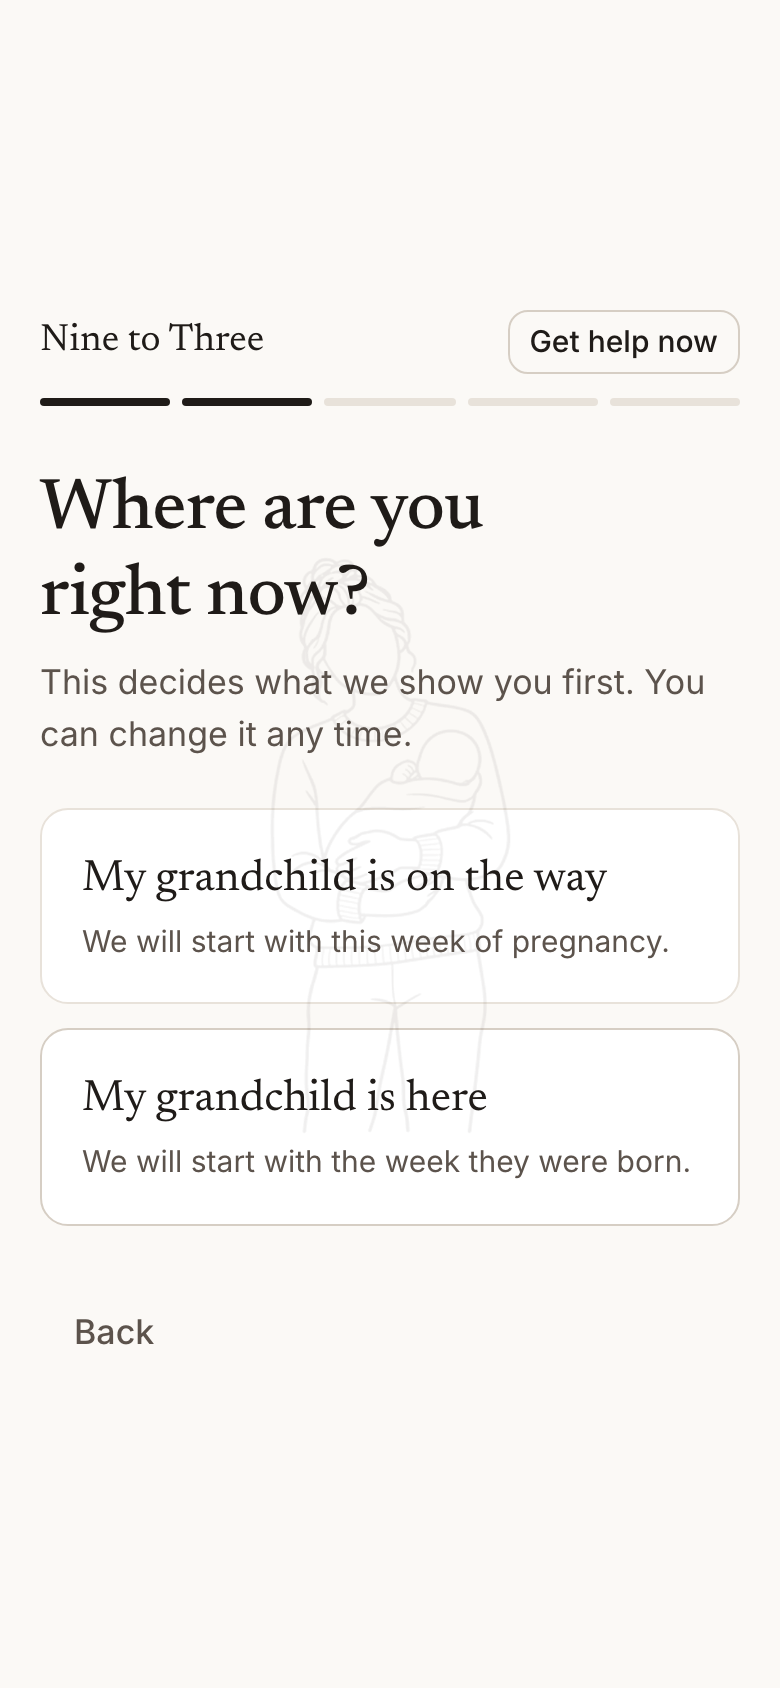 Nine to Three
Get help now
Where are you
right now?
This decides what we show you first. You
can change it any time.
My grandchild is on the way
We will start with this week of pregnancy.
My grandchild is here
We will start with the week they were born.
Back